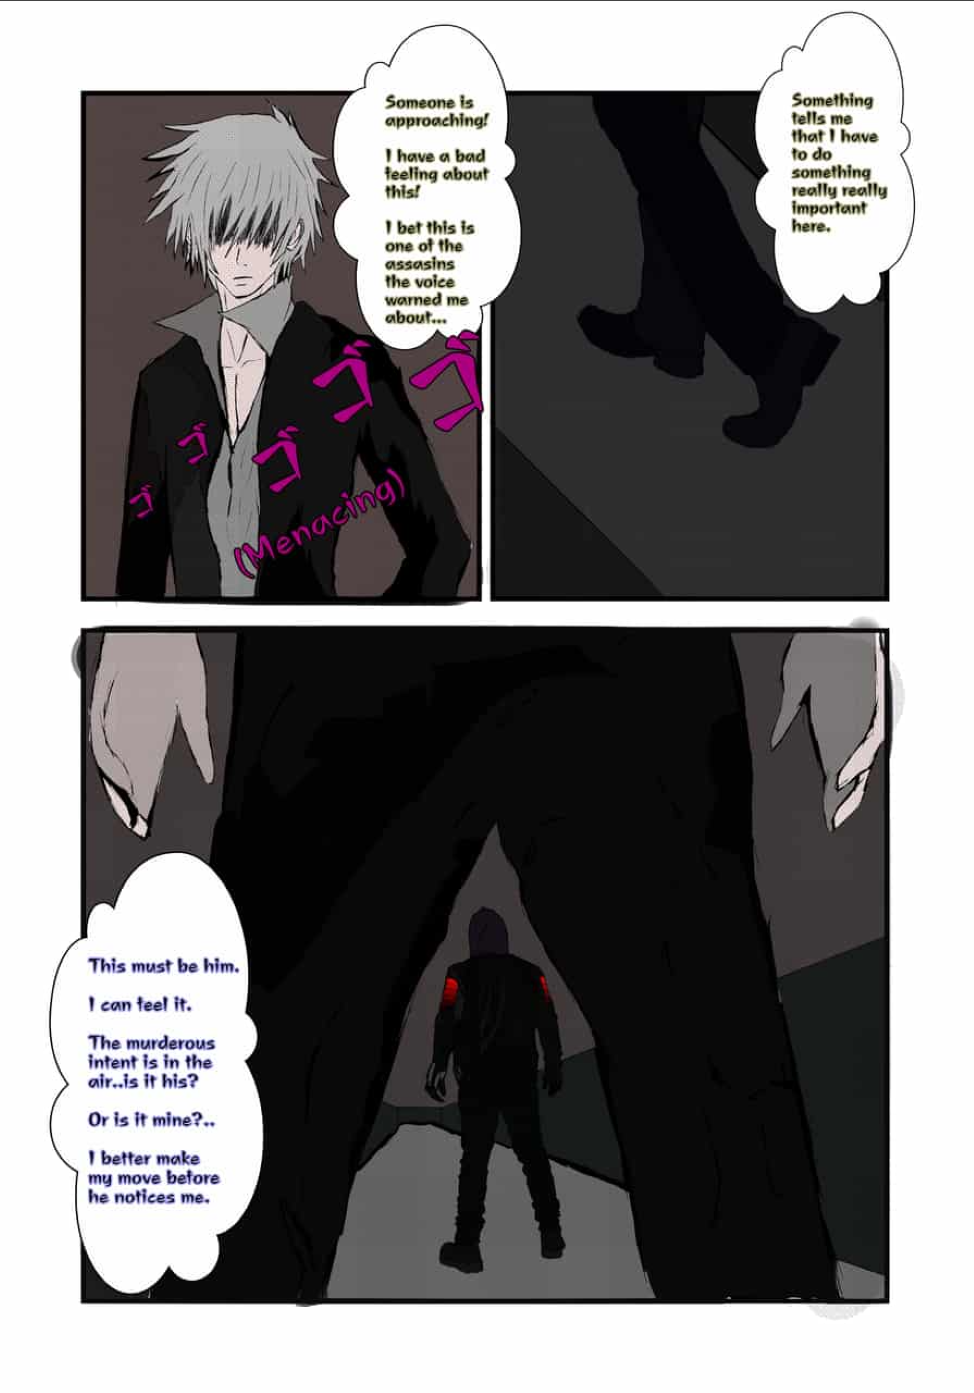 Someone is
approaching!
I have a bad
feeling about
this!
I bet this is
one of the
assasins
the voice
warned me
about...
Something
tells me
that I have
to do
something
really really
important
here.
ゴ
ゴ
ゴ
ゴ
ゴ
(Menacing)
This must be him.
I can feel it.
The murderous
intent is in the
air..is it his?
Or is it mine?..
I better make
my move before
he notices me.